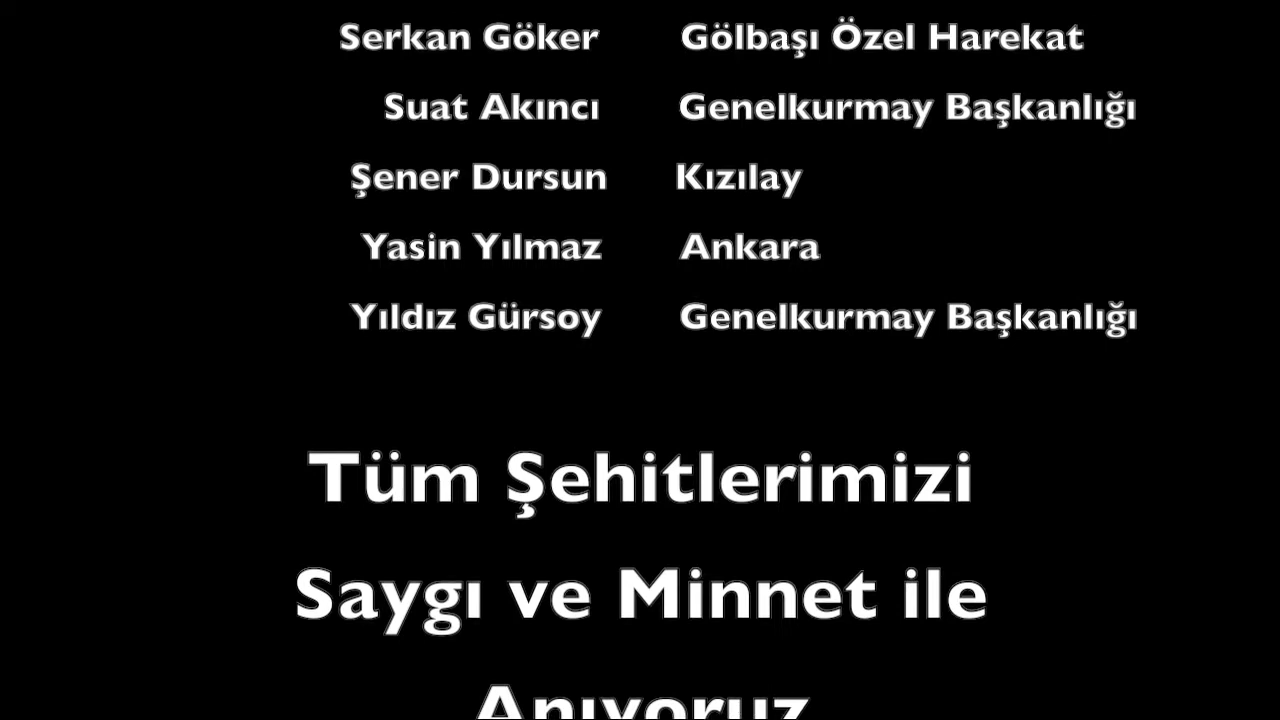 Serkan Göker Gölbaşı Özel Harekat
Suat Akıncı Genelkurmay Başkanlığı
Şener Dursun Kızılay
Yasin Yılmaz Ankara
Yıldız Gürsoy Genelkurmay Başkanlığı
Tüm Şehitlerimizi
Saygı ve Minnet ile
Anıyoruz